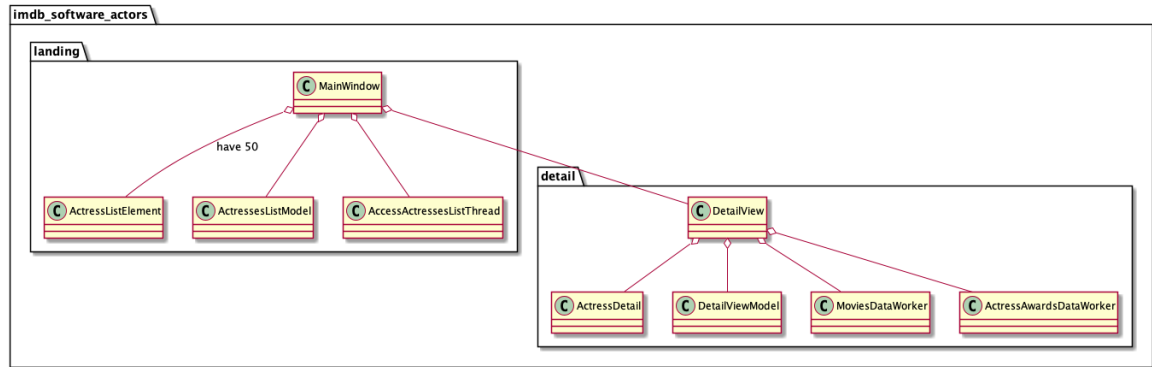 imdb_software_actors
landing
C MainWindow
have 50
C ActressListElement
C ActressesListModel
C AccessActressesListThread
detail
C DetailView
C ActressDetail
C DetailViewModel
C MoviesDataWorker
C ActressAwardsDataWorker